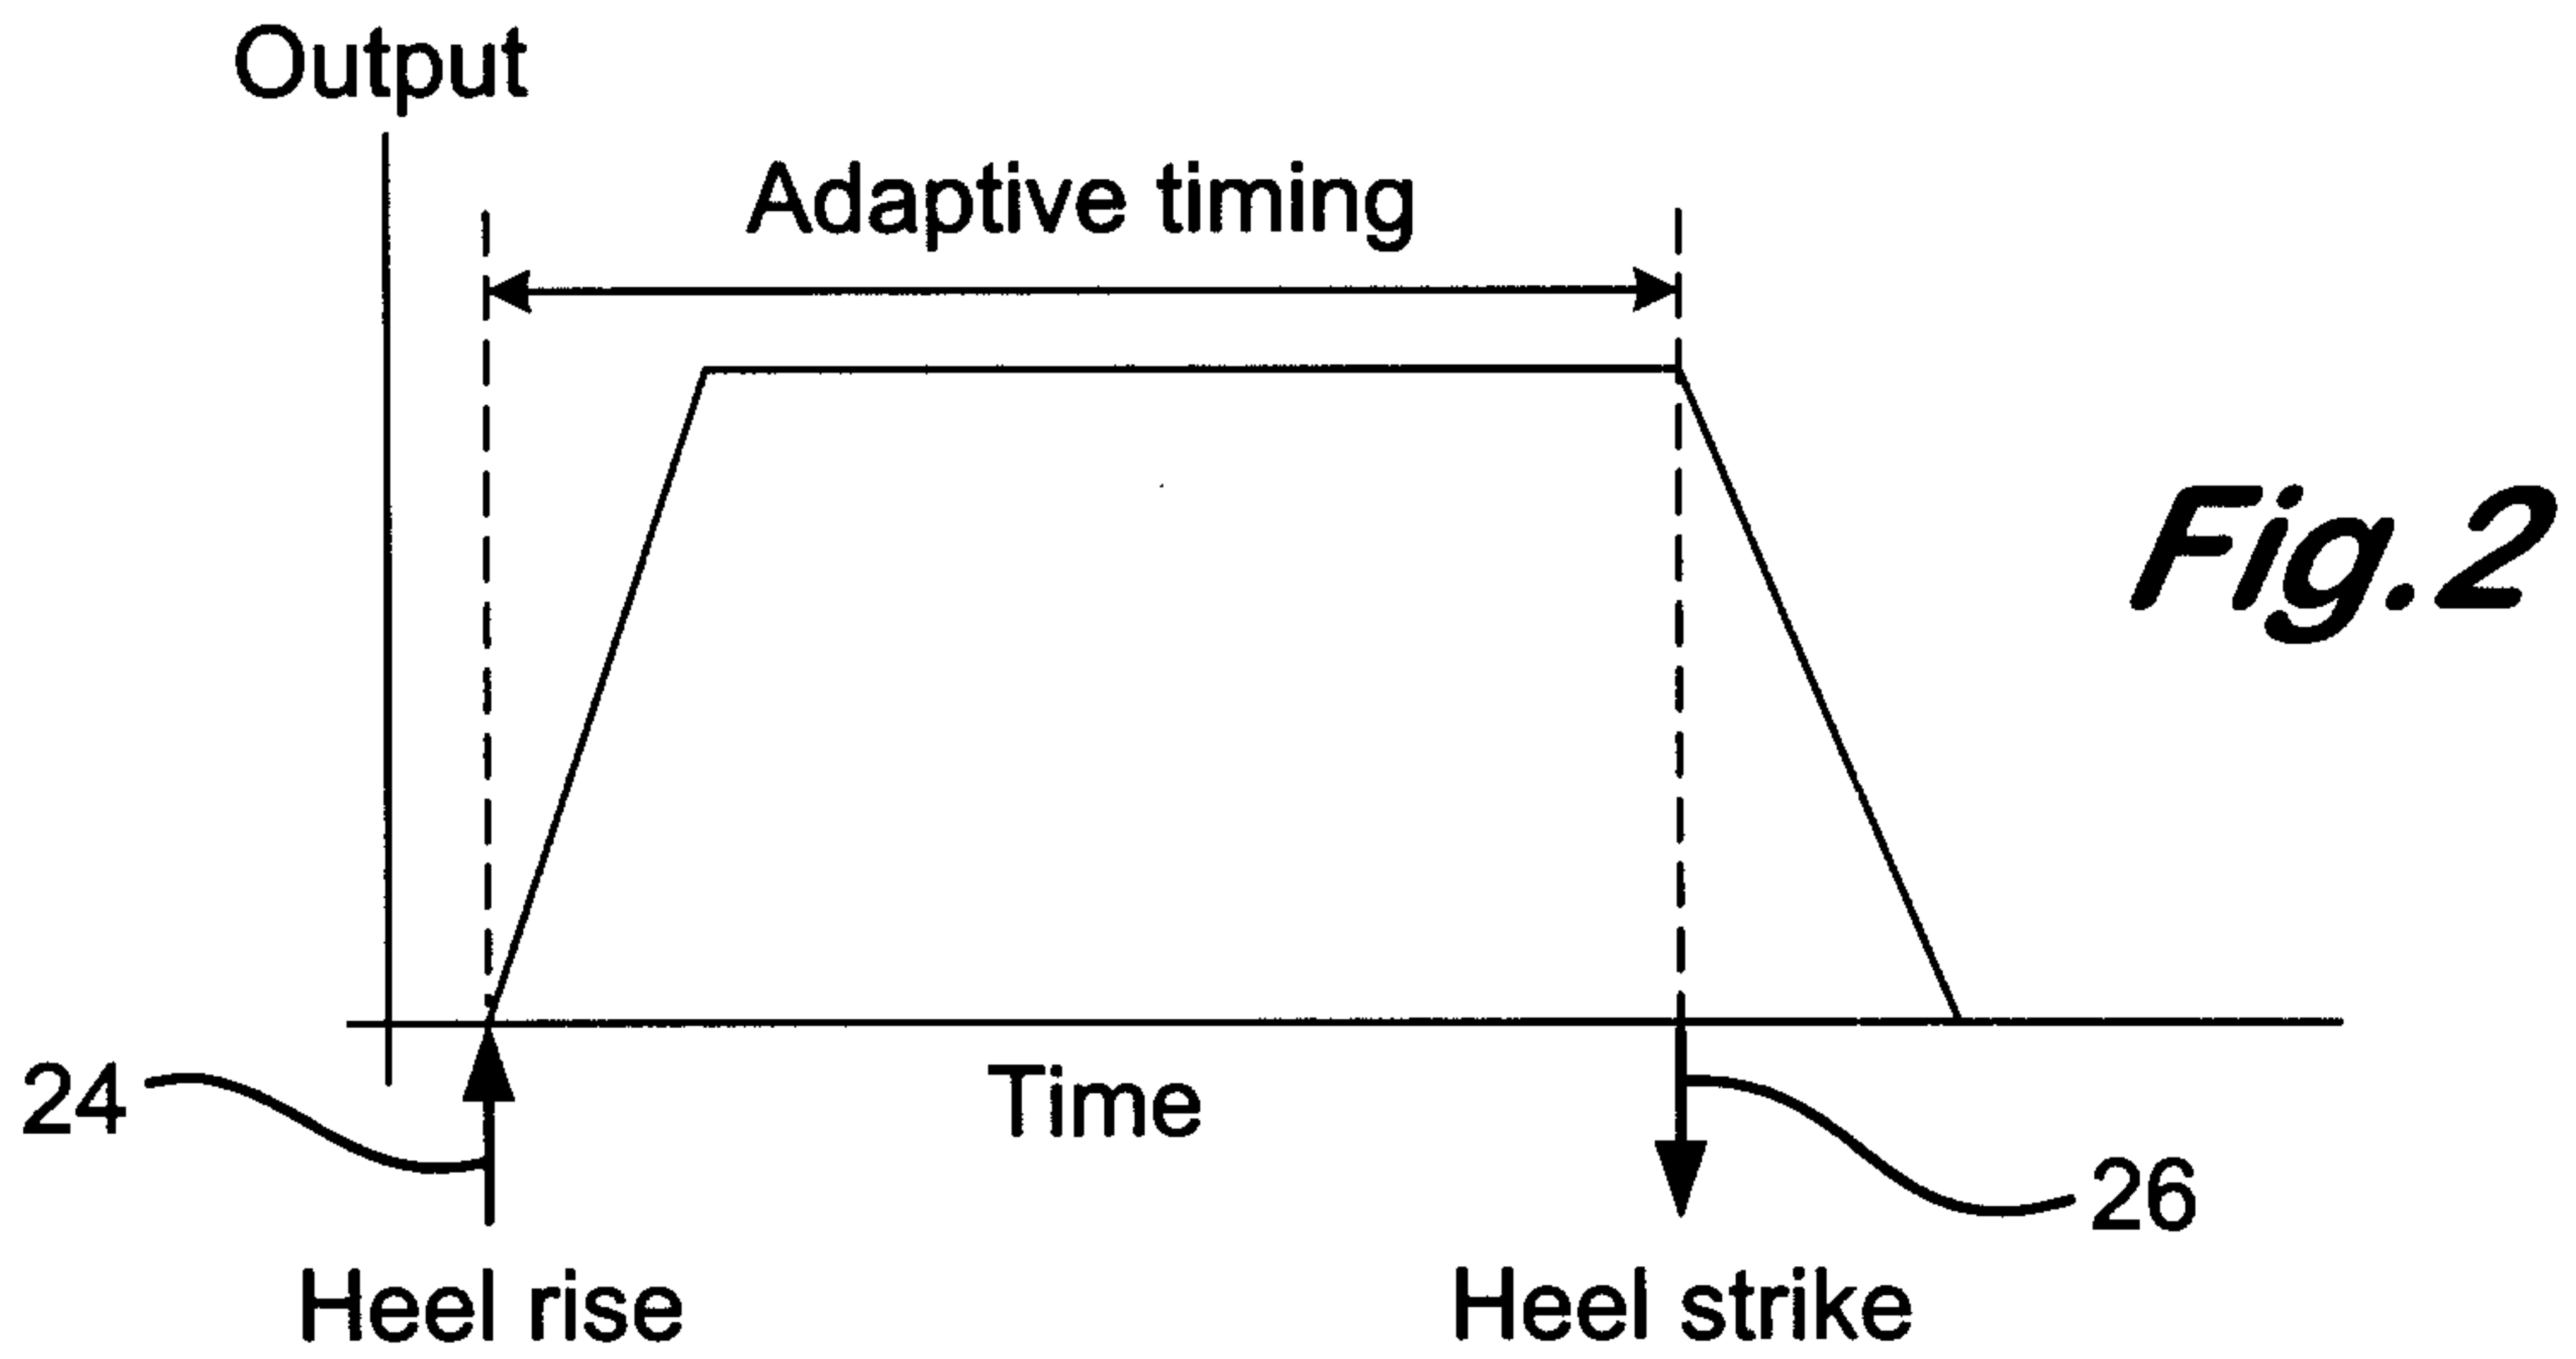 Output
Adaptive timing
Fig.2
24
Time
26
Heel rise
Heel strike